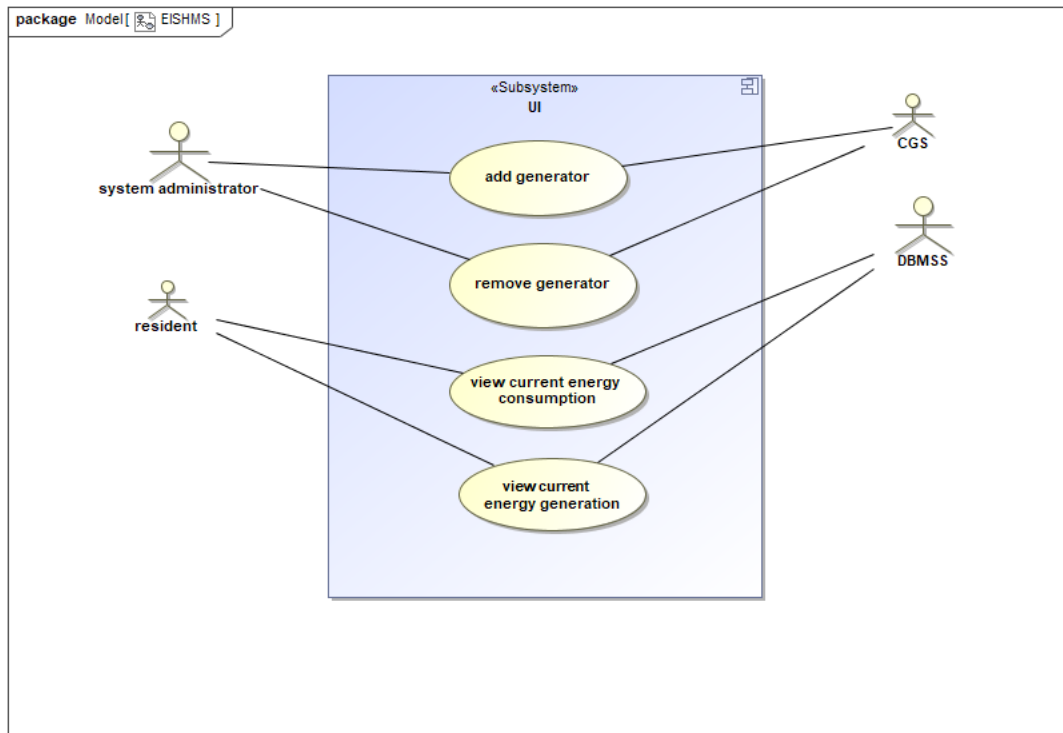 package Model[ EISHMS ]
«Subsystem»
UI
add generator
CGS
system administrator
remove generator
DBMSS
resident
view current energy
consumption
view current
energy generation